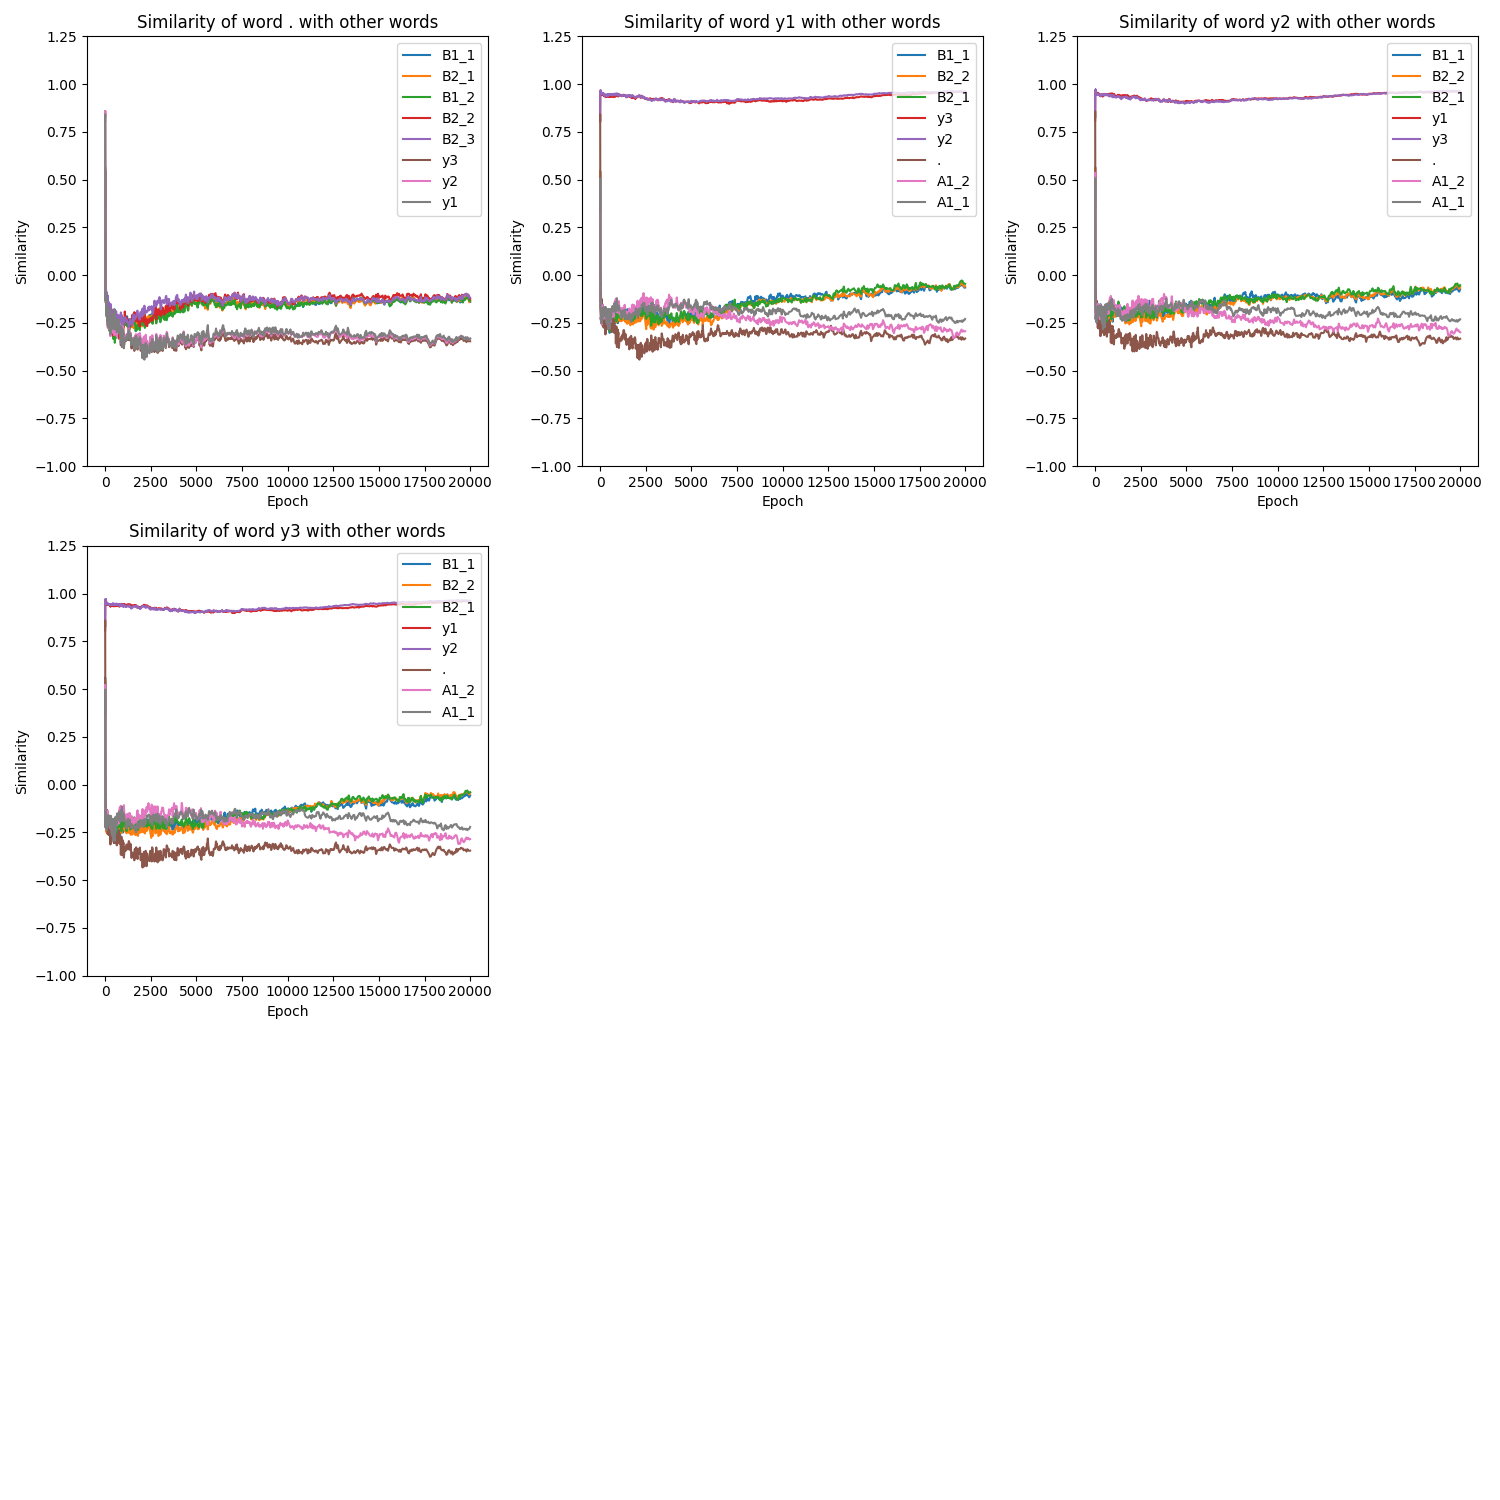 Similarity of word . with other words
1.25
1.00
0.75
0.50
0.25
0.00
−0.25
−0.50
−0.75
−1.00
Similarity
B1_1
B2_1
B1_2
B2_2
B2_3
y3
y2
y1
0 2500 5000 7500 10000 12500 15000 17500 20000
Epoch
Similarity of word y1 with other words
1.25
1.00
0.75
0.50
0.25
0.00
−0.25
−0.50
−0.75
−1.00
Similarity
B1_1
B2_2
B2_1
y3
y2
.
A1_2
A1_1
0 2500 5000 7500 10000 12500 15000 17500 20000
Epoch
Similarity of word y2 with other words
1.25
1.00
0.75
0.50
0.25
0.00
−0.25
−0.50
−0.75
−1.00
Similarity
B1_1
B2_2
B2_1
y1
y3
.
A1_2
A1_1
0 2500 5000 7500 10000 12500 15000 17500 20000
Epoch
Similarity of word y3 with other words
1.25
1.00
0.75
0.50
0.25
0.00
−0.25
−0.50
−0.75
−1.00
Similarity
B1_1
B2_2
B2_1
y1
y2
.
A1_2
A1_1
0 2500 5000 7500 10000 12500 15000 17500 20000
Epoch